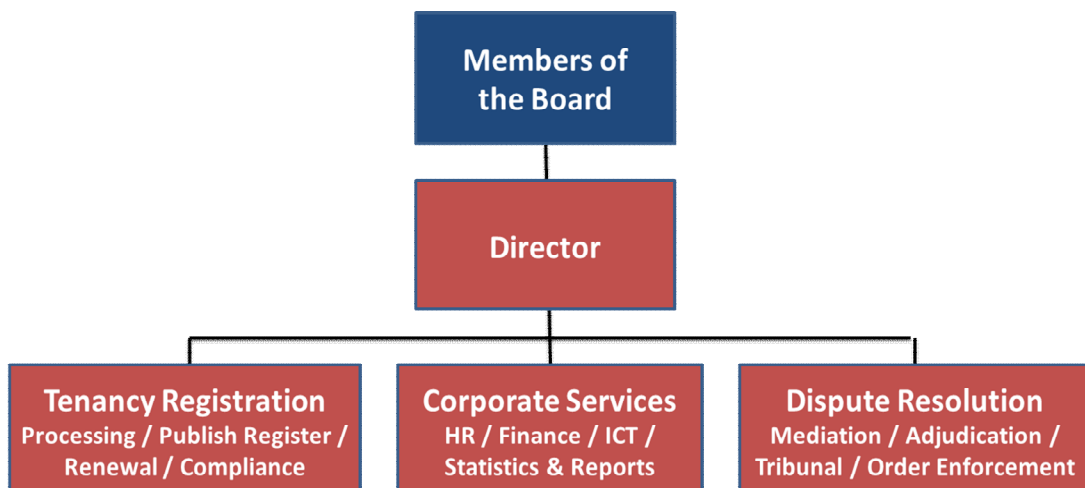 Members of
the Board
Director
Tenancy Registration
Processing / Publish Register /
Renewal / Compliance
Corporate Services
HR / Finance / ICT /
Statistics & Reports
Dispute Resolution
Mediation / Adjudication /
Tribunal / Order Enforcement